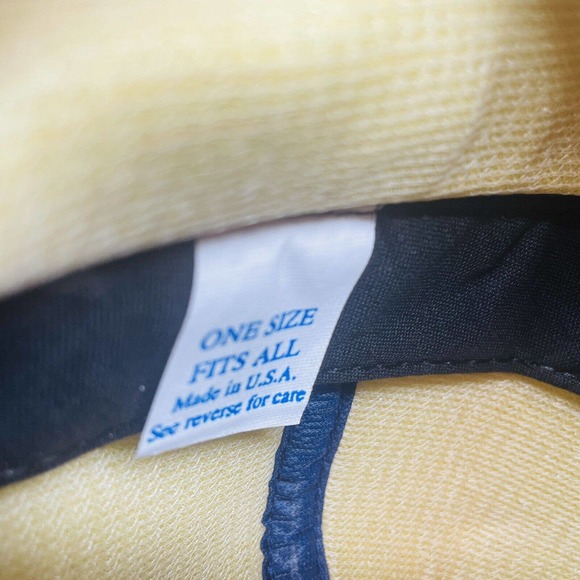 ONE SIZE
FITS ALL
Made in U.S.A.
See reverse for care